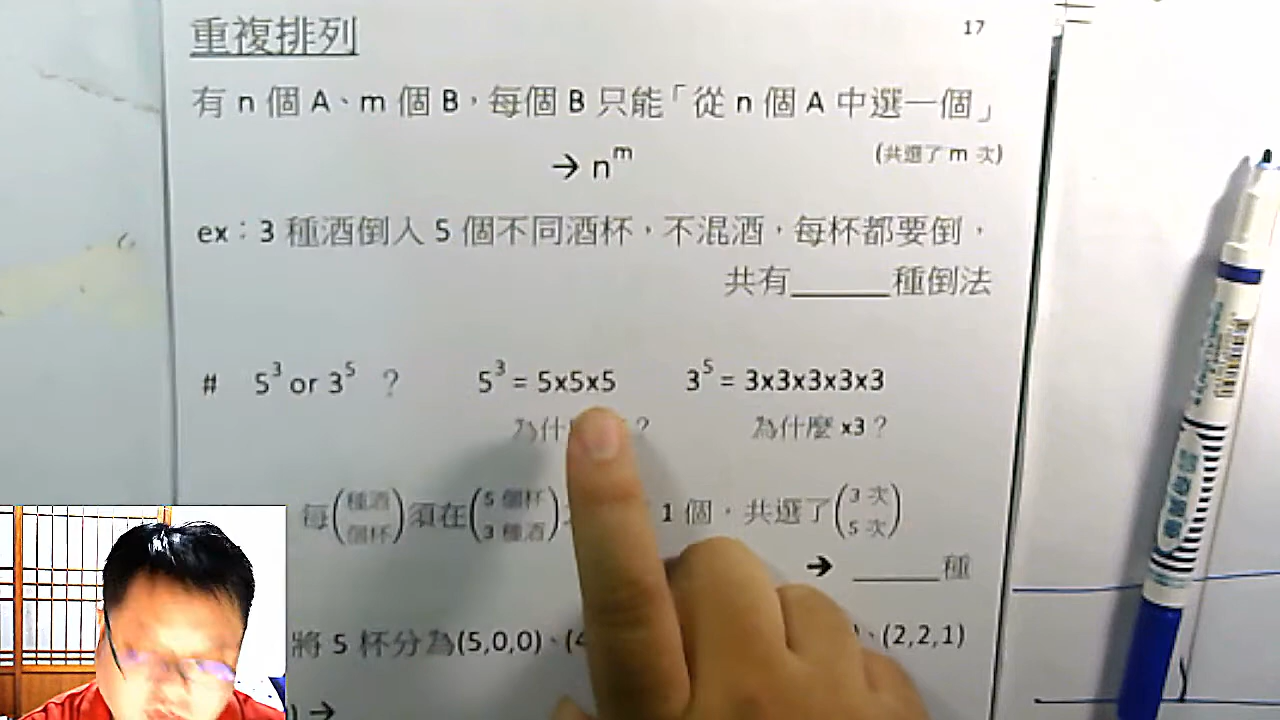 重複排列
17
有 n 個 A、m 個 B，每個 B 只能「從 n 個 A 中選一個」
→ n^m
(共選了 m 次)
ex：3 種酒倒入 5 個不同酒杯，不混酒，每杯都要倒，
共有______種倒法
# 5^3 or 3^5 ？ 5^3 = 5x5x5 3^5 = 3x3x3x3x3
為什 ？ 為什麼 x3？
每(種酒 個杯)須在(5 個杯 3 種酒) 1 個，共選了(3 次 5 次)
→ ______種
將 5 杯分為(5,0,0)、(4 )、(2,2,1)
) →